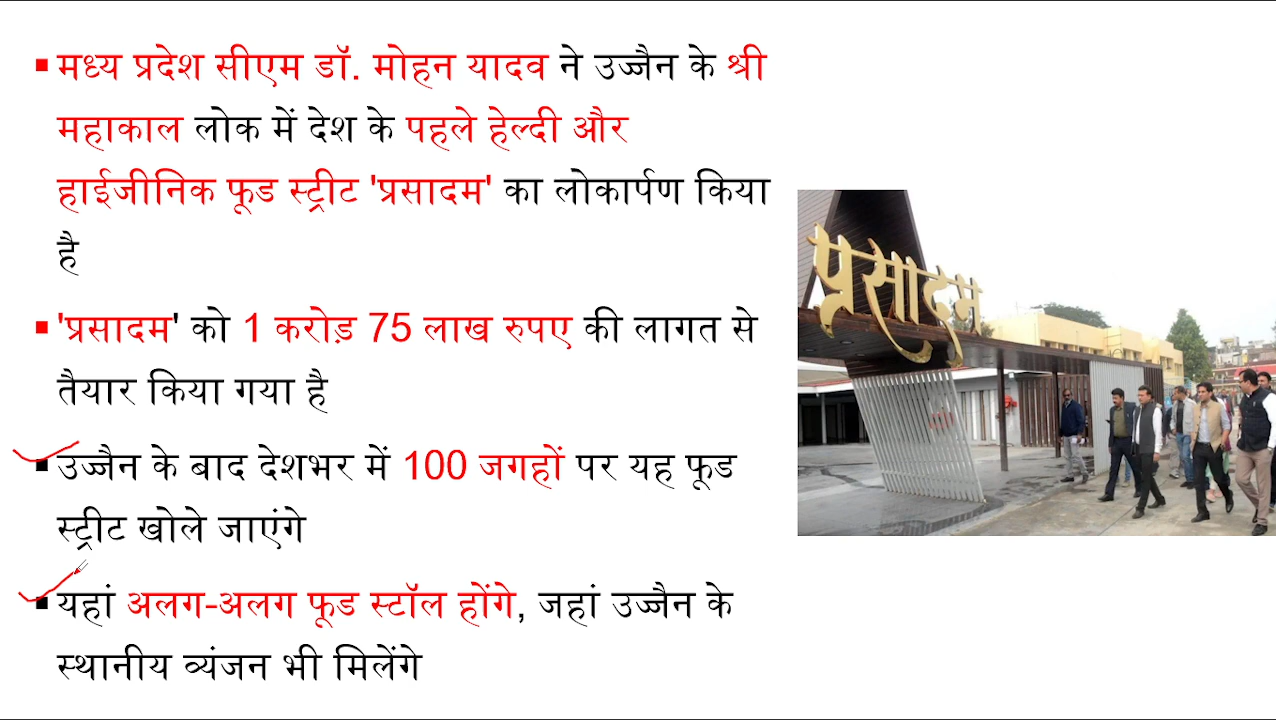 ▪ मध्य प्रदेश सीएम डॉ. मोहन यादव ने उज्जैन के श्री
महाकाल लोक में देश के पहले हेल्दी और
हाईजीनिक फूड स्ट्रीट 'प्रसादम' का लोकार्पण किया
है
▪ 'प्रसादम' को 1 करोड़ 75 लाख रुपए की लागत से
तैयार किया गया है
▪ उज्जैन के बाद देशभर में 100 जगहों पर यह फूड
स्ट्रीट खोले जाएंगे
▪ यहां अलग-अलग फूड स्टॉल होंगे, जहां उज्जैन के
स्थानीय व्यंजन भी मिलेंगे
प्रसादम